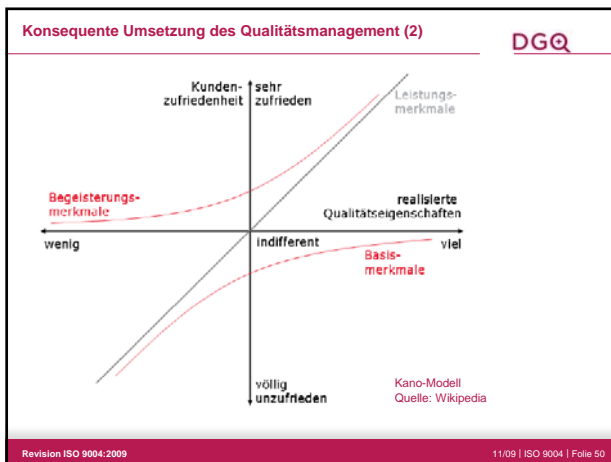 Konsequente Umsetzung des Qualitätsmanagement (2)
DGQ
Kunden-
zufriedenheit
sehr
zufrieden
Leistungs-
merkmale
Begeisterungs-
merkmale
realisierte
Qualitätseigenschaften
wenig
indifferent
viel
Basis-
merkmale
völlig
unzufrieden
Kano-Modell
Quelle: Wikipedia
Revision ISO 9004:2009
11/09 | ISO 9004 | Folie 50